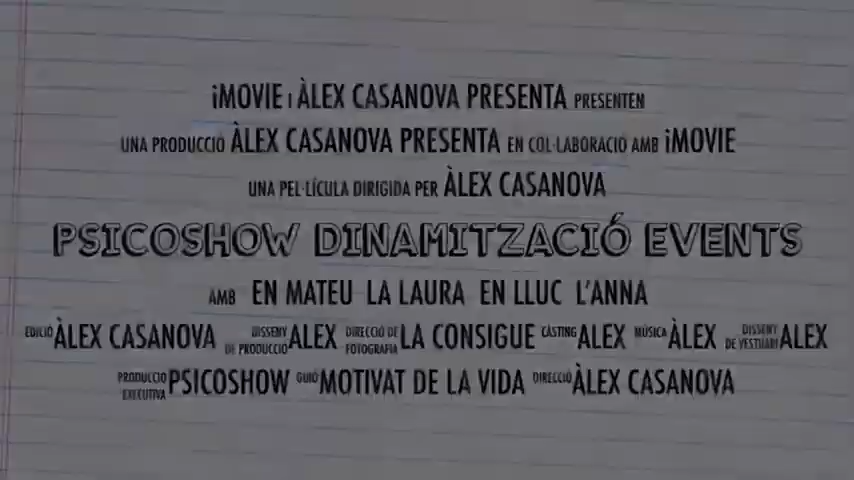 iMOVIE I ÀLEX CASANOVA PRESENTA PRESENTEN
UNA PRODUCCIÓ ÀLEX CASANOVA PRESENTA EN COL·LABORACIÓ AMB iMOVIE
UNA PEL·LÍCULA DIRIGIDA PER ÀLEX CASANOVA
PSICOSHOW DINAMITZACIÓ EVENTS
AMB EN MATEU LA LAURA EN LLUC L'ANNA
EDICIÓ ÀLEX CASANOVA DISSENY DE PRODUCCIÓ ALEX DIRECCIÓ DE FOTOGRAFIA LA CONSIGUE CÀSTING ALEX MÚSICA ÀLEX DISSENY DE VESTUARI ALEX
PRODUCCIÓ EXECUTIVA PSICOSHOW GUIÓ MOTIVAT DE LA VIDA DIRECCIÓ ÀLEX CASANOVA